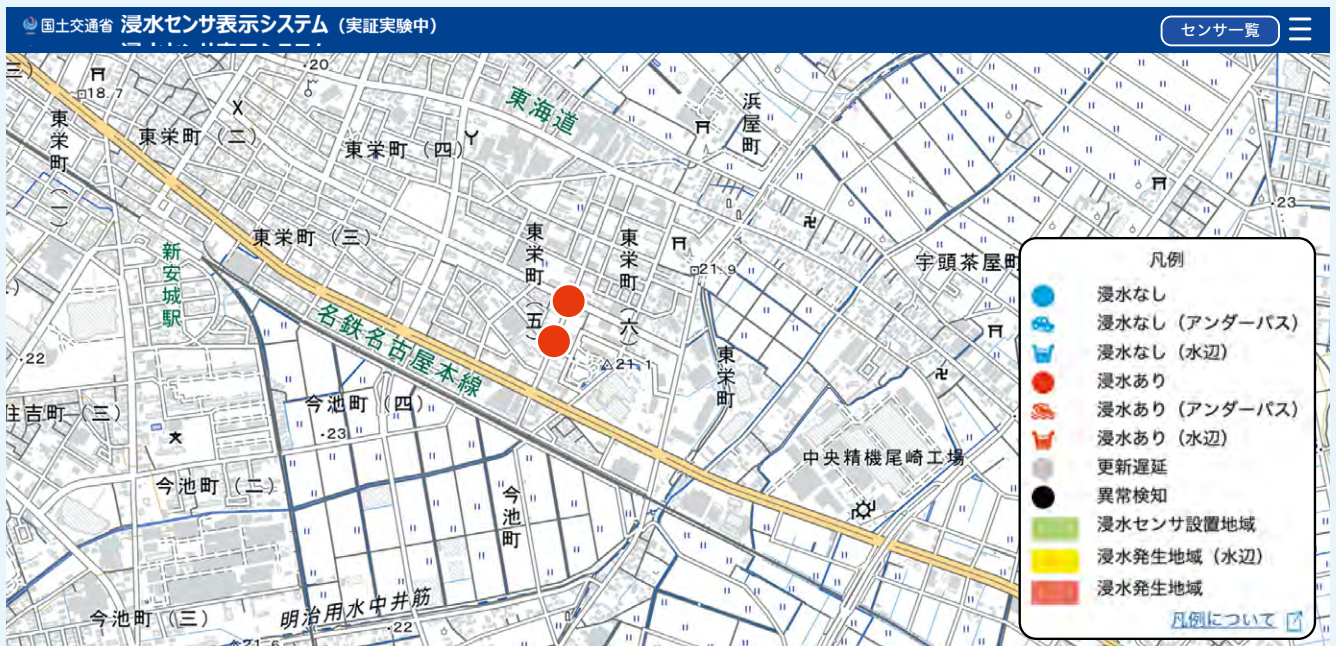 国土交通省 浸水センサ表示システム（実証実験中）
センサ一覧
三）
18.7
・20
東栄町（一）
東栄町（二）
東栄町（四）
東海道
浜屋町
・23
東栄町（三）
新安城駅
東栄町（五）
東栄町（六）
21.9
宇頭茶屋町
名鉄名古屋本線
21.1
東栄町
・22
住吉町（三）
今池町（四）
・23
中央精機尾崎工場
今池町（二）
今池町
今池町（三）
明治用水中井筋
・22
21.6
凡例
浸水なし
浸水なし（アンダーパス）
浸水なし（水辺）
浸水あり
浸水あり（アンダーパス）
浸水あり（水辺）
更新遅延
異常検知
浸水センサ設置地域
浸水発生地域（水辺）
浸水発生地域
凡例について